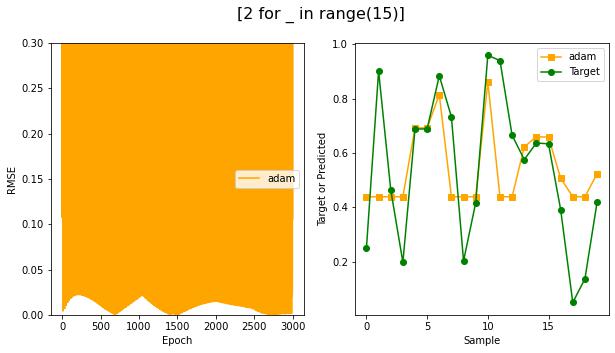 [2 for _ in range(15)]
0.30
0.25
0.20
0.15
0.10
0.05
0.00
RMSE
adam
0
500
1000
1500
2000
2500
3000
Epoch
1.0
0.8
0.6
0.4
0.2
Target or Predicted
adam
Target
0
5
10
15
Sample